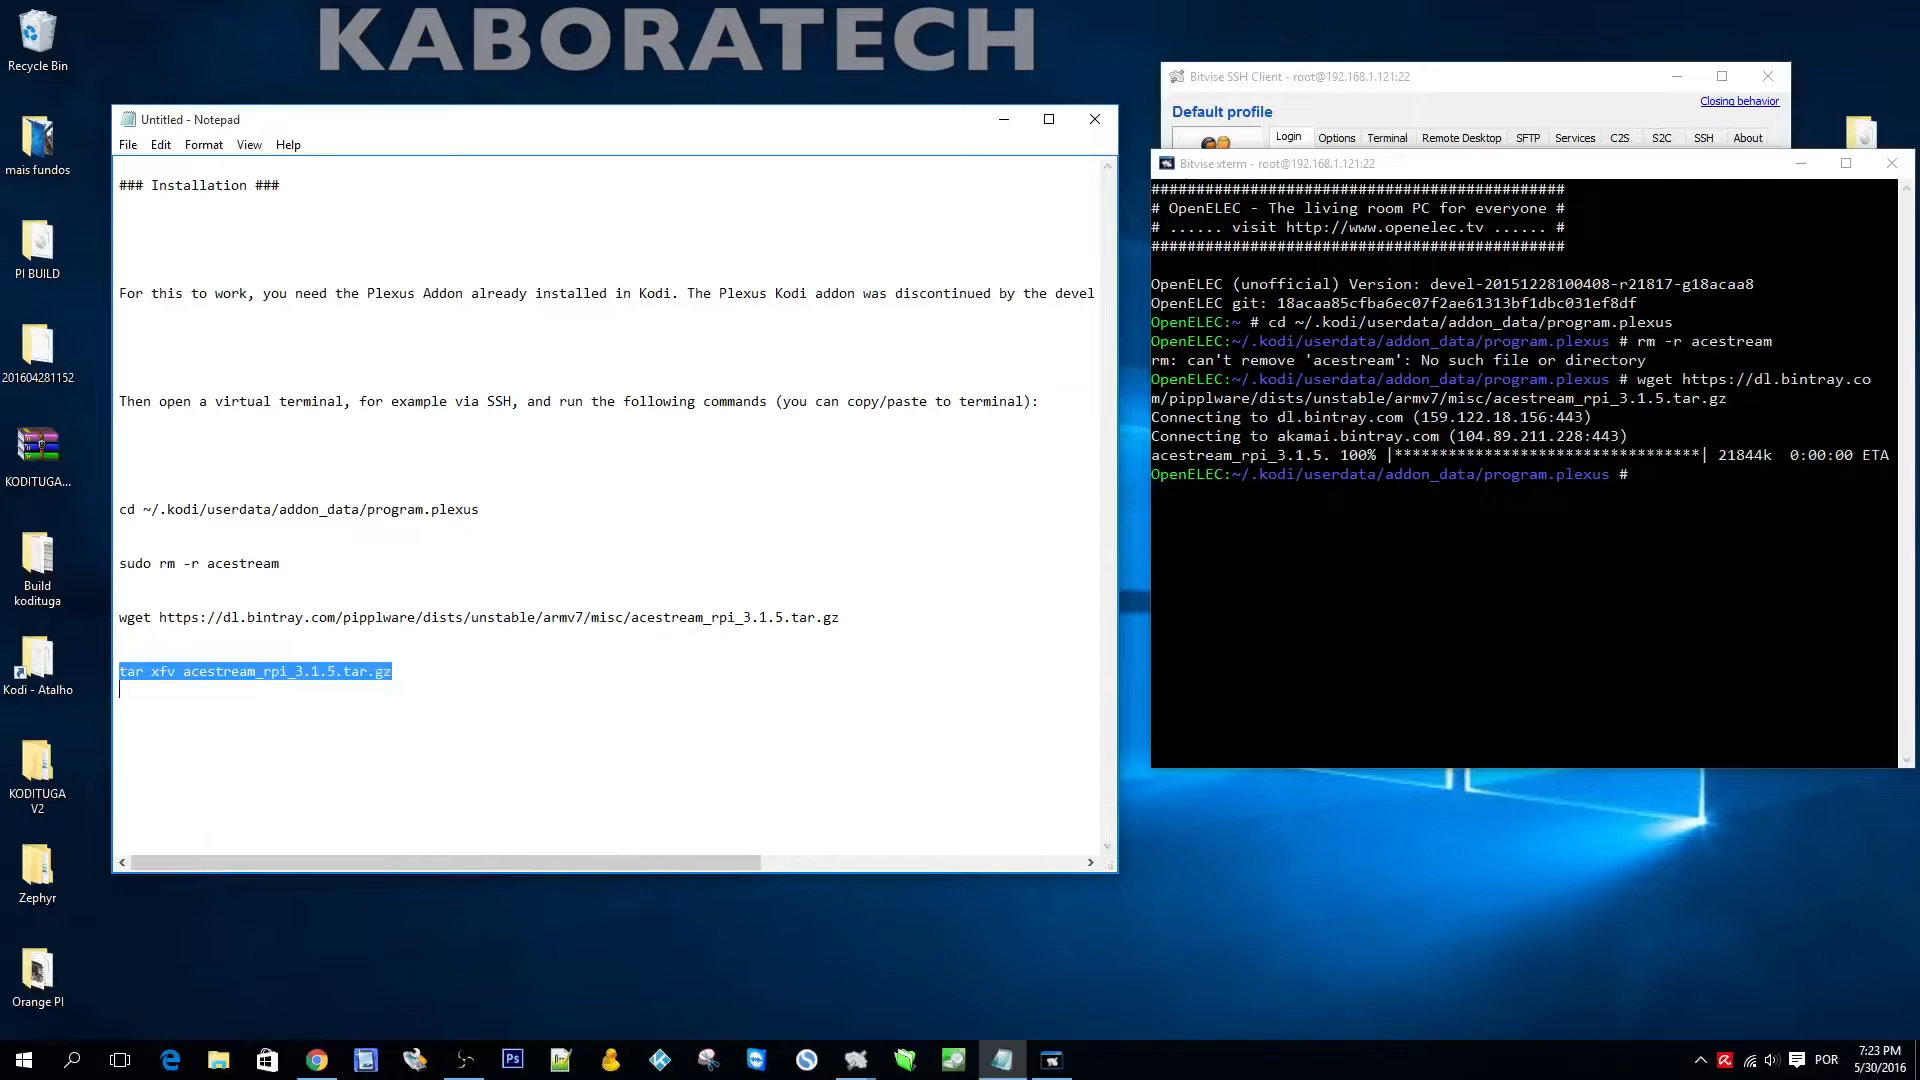 KABORATECH
Recycle Bin
mais fundos
PI BUILD
201604281152
KODITUGA...
Build
kodituga
Kodi - Atalho
KODITUGA
V2
Zephyr
Orange PI
Untitled - Notepad
File Edit Format View Help
### Installation ###
For this to work, you need the Plexus Addon already installed in Kodi. The Plexus Kodi addon was discontinued by the devel
Then open a virtual terminal, for example via SSH, and run the following commands (you can copy/paste to terminal):
cd ~/.kodi/userdata/addon_data/program.plexus
sudo rm -r acestream
wget https://dl.bintray.com/pipplware/dists/unstable/armv7/misc/acestream_rpi_3.1.5.tar.gz
tar xfv acestream_rpi_3.1.5.tar.gz
Bitvise SSH Client - root@192.168.1.121:22
Closing behavior
Default profile
Login Options Terminal Remote Desktop SFTP Services C2S S2C SSH About
Bitvise xterm - root@192.168.1.121:22
##############################################
# OpenELEC - The living room PC for everyone #
# ...... visit http://www.openelec.tv ...... #
##############################################
OpenELEC (unofficial) Version: devel-20151228100408-r21817-g18acaa8
OpenELEC git: 18acaa85cfba6ec07f2ae61313bf1dbc031ef8df
OpenELEC:~ # cd ~/.kodi/userdata/addon_data/program.plexus
OpenELEC:~/.kodi/userdata/addon_data/program.plexus # rm -r acestream
rm: can't remove 'acestream': No such file or directory
OpenELEC:~/.kodi/userdata/addon_data/program.plexus # wget https://dl.bintray.co
m/pipplware/dists/unstable/armv7/misc/acestream_rpi_3.1.5.tar.gz
Connecting to dl.bintray.com (159.122.18.156:443)
Connecting to akamai.bintray.com (104.89.211.228:443)
acestream_rpi_3.1.5. 100% |**********************************| 21844k 0:00:00 ETA
OpenELEC:~/.kodi/userdata/addon_data/program.plexus #
Ps
POR
7:23 PM
5/30/2016